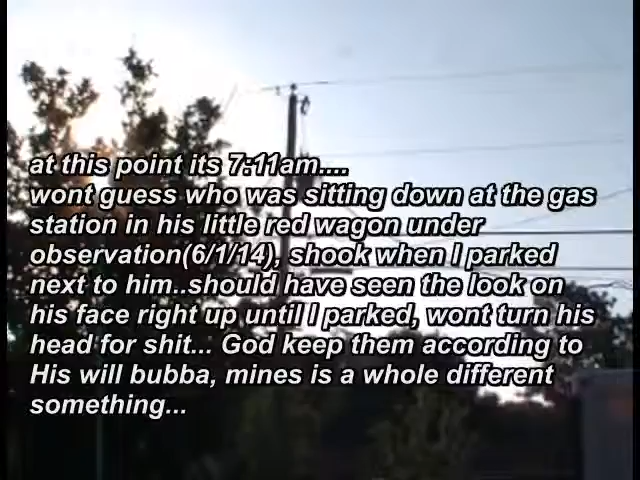 at this point its 7:11am....
wont guess who was sitting down at the gas
station in his little red wagon under
observation(6/1/14), shook when I parked
next to him..should have seen the look on
his face right up until I parked, wont turn his
head for shit... God keep them according to
His will bubba, mines is a whole different
something...